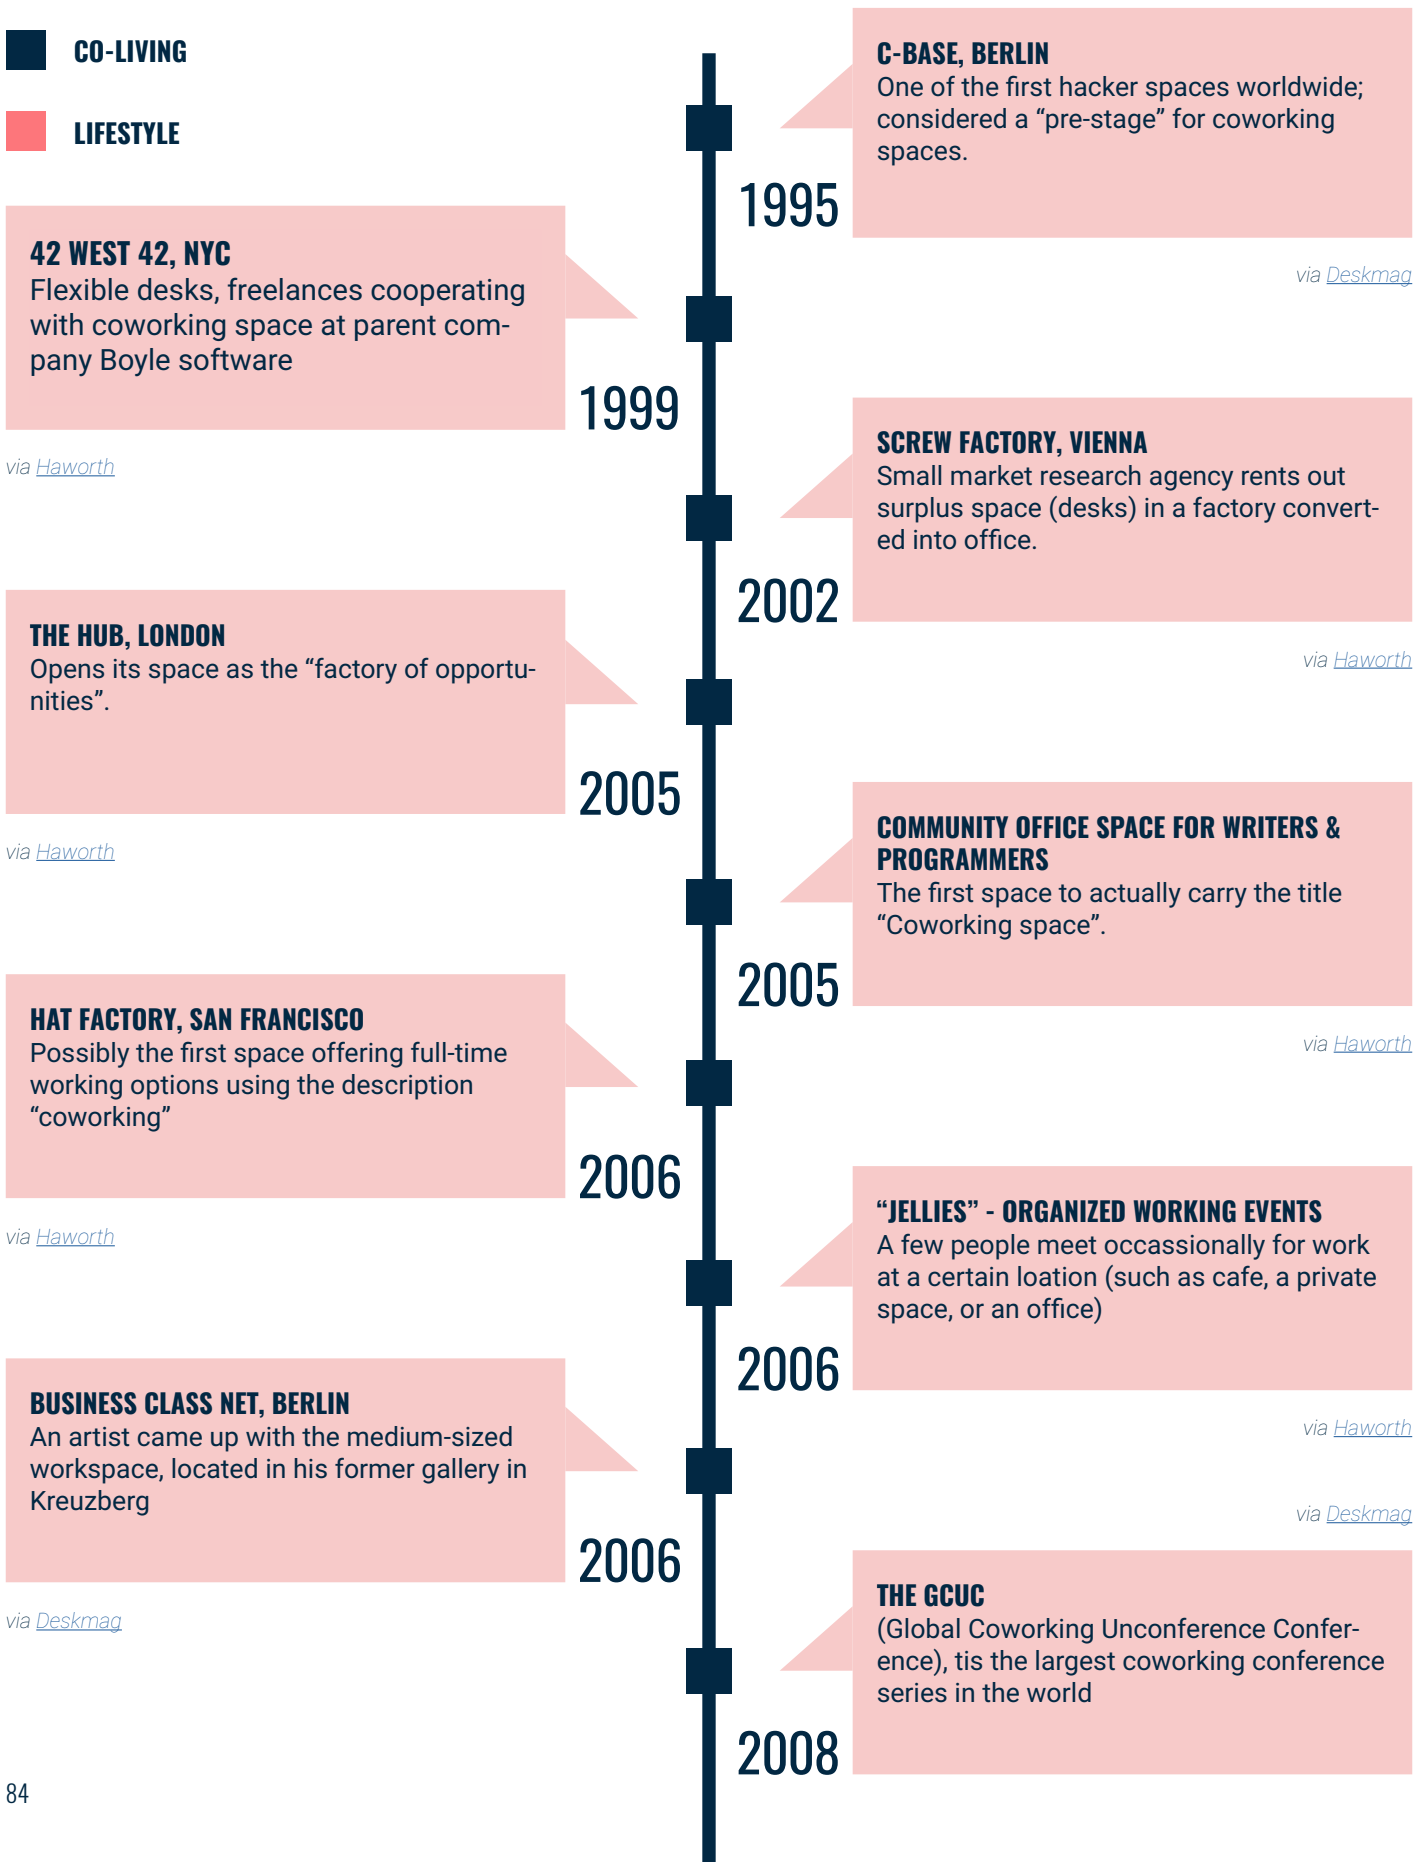 CO-LIVING
LIFESTYLE
C-BASE, BERLIN
One of the first hacker spaces worldwide;
considered a “pre-stage” for coworking
spaces.
1995
via Deskmag
42 WEST 42, NYC
Flexible desks, freelances cooperating
with coworking space at parent com-
pany Boyle software
1999
via Haworth
SCREW FACTORY, VIENNA
Small market research agency rents out
surplus space (desks) in a factory convert-
ed into office.
2002
via Haworth
THE HUB, LONDON
Opens its space as the “factory of opportu-
nities”.
2005
via Haworth
COMMUNITY OFFICE SPACE FOR WRITERS &
PROGRAMMERS
The first space to actually carry the title
“Coworking space”.
2005
via Haworth
HAT FACTORY, SAN FRANCISCO
Possibly the first space offering full-time
working options using the description
“coworking”
2006
via Haworth
“JELLIES” - ORGANIZED WORKING EVENTS
A few people meet occassionally for work
at a certain loation (such as cafe, a private
space, or an office)
2006
via Haworth
BUSINESS CLASS NET, BERLIN
An artist came up with the medium-sized
workspace, located in his former gallery in
Kreuzberg
2006
via Deskmag
via Deskmag
THE GCUC
(Global Coworking Unconference Confer-
ence), tis the largest coworking conference
series in the world
2008
84